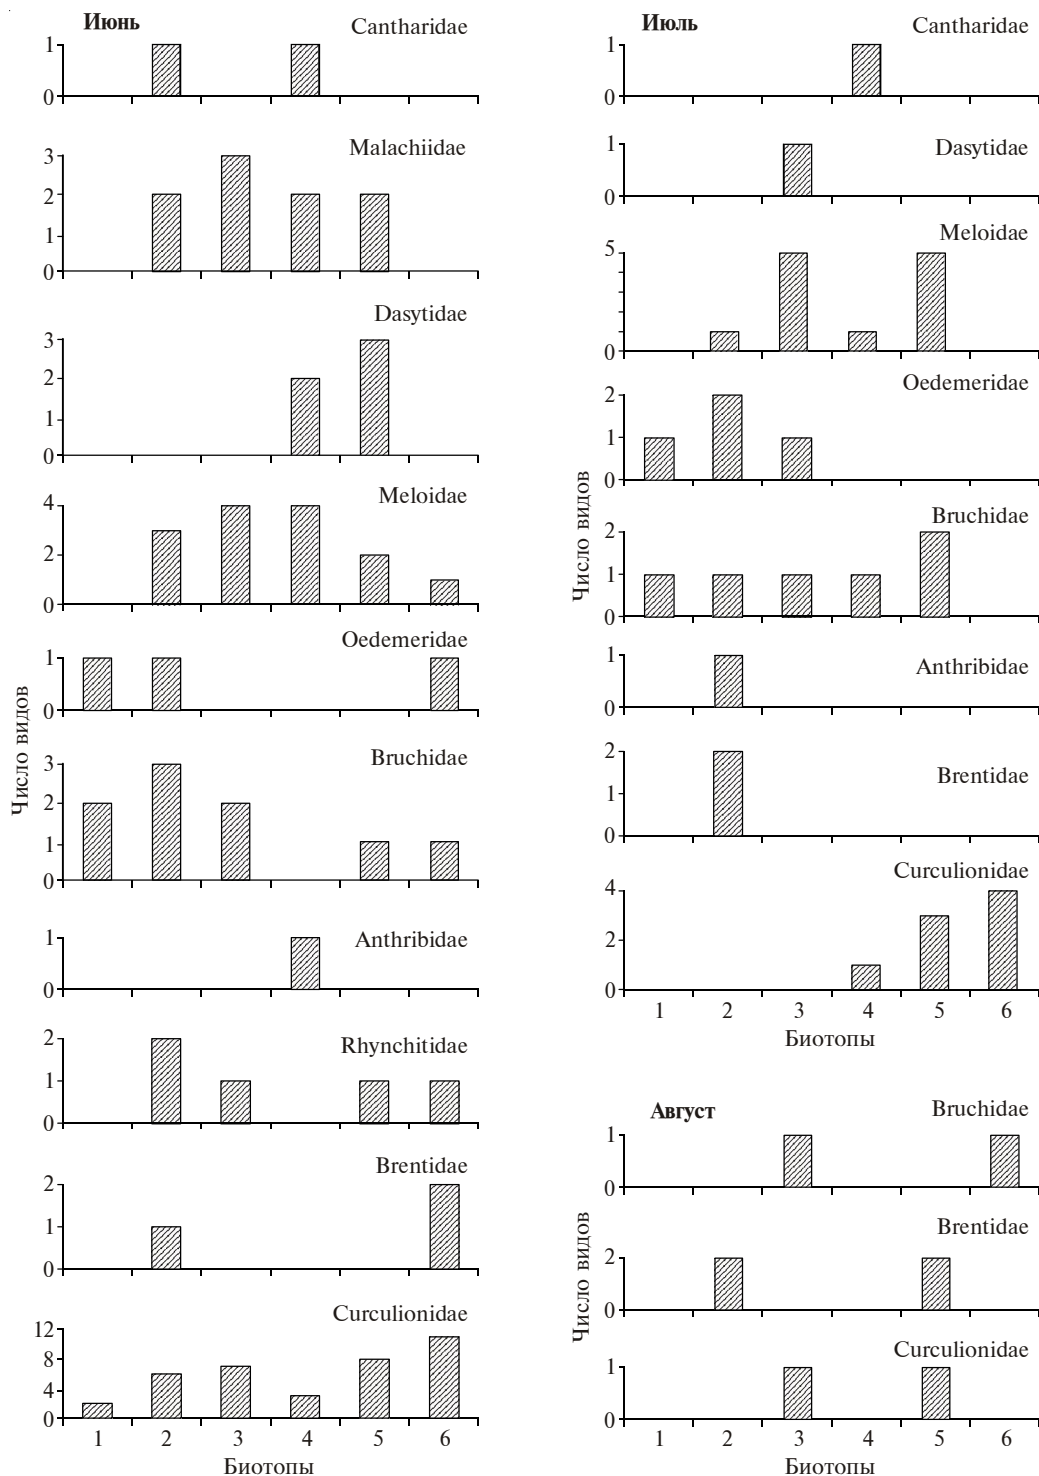 Июнь
Cantharidae
1
0
Malachiidae
3
2
1
0
Dasytidae
3
2
1
0
Meloidae
4
2
0
Oedemeridae
1
0
Число видов
Bruchidae
3
2
1
0
Anthribidae
1
0
Rhynchitidae
2
1
0
Brentidae
2
1
0
Curculionidae
12
8
4
0
1 2 3 4 5 6
Биотопы
Июль
Cantharidae
1
0
Dasytidae
1
0
Meloidae
5
0
Oedemeridae
2
1
0
Число видов
Bruchidae
2
1
0
Anthribidae
1
0
Brentidae
2
1
0
Curculionidae
4
2
0
1 2 3 4 5 6
Биотопы
Август
Bruchidae
1
0
Число видов
Brentidae
2
0
Curculionidae
1
0
1 2 3 4 5 6
Биотопы